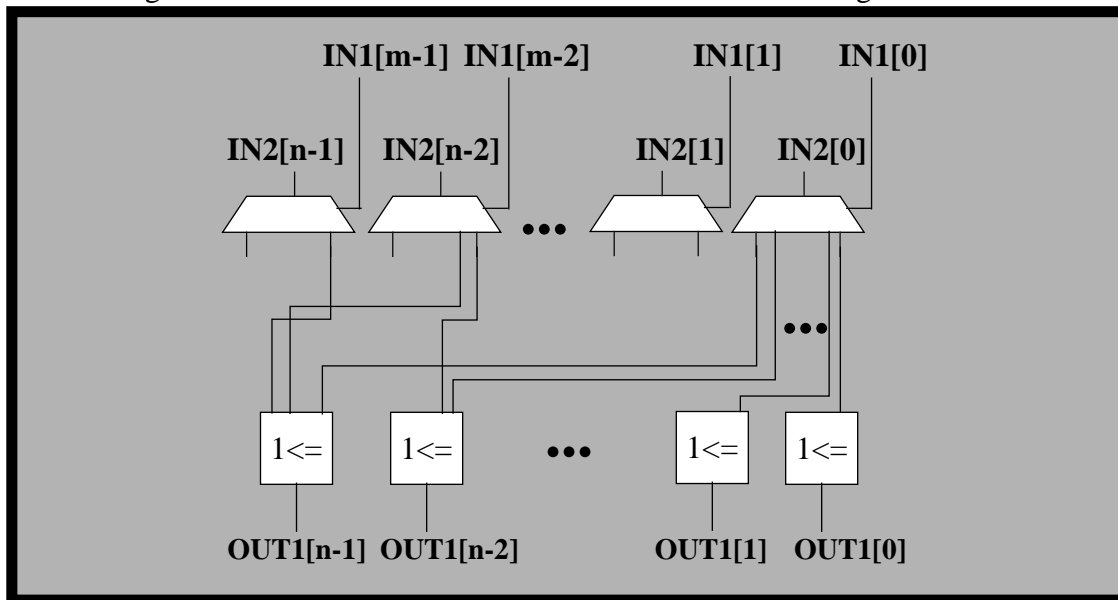 IN1[m-1] IN1[m-2] IN1[1] IN1[0]
IN2[n-1] IN2[n-2] IN2[1] IN2[0]
1<= 1<= 1<= 1<=
OUT1[n-1] OUT1[n-2] OUT1[1] OUT1[0]